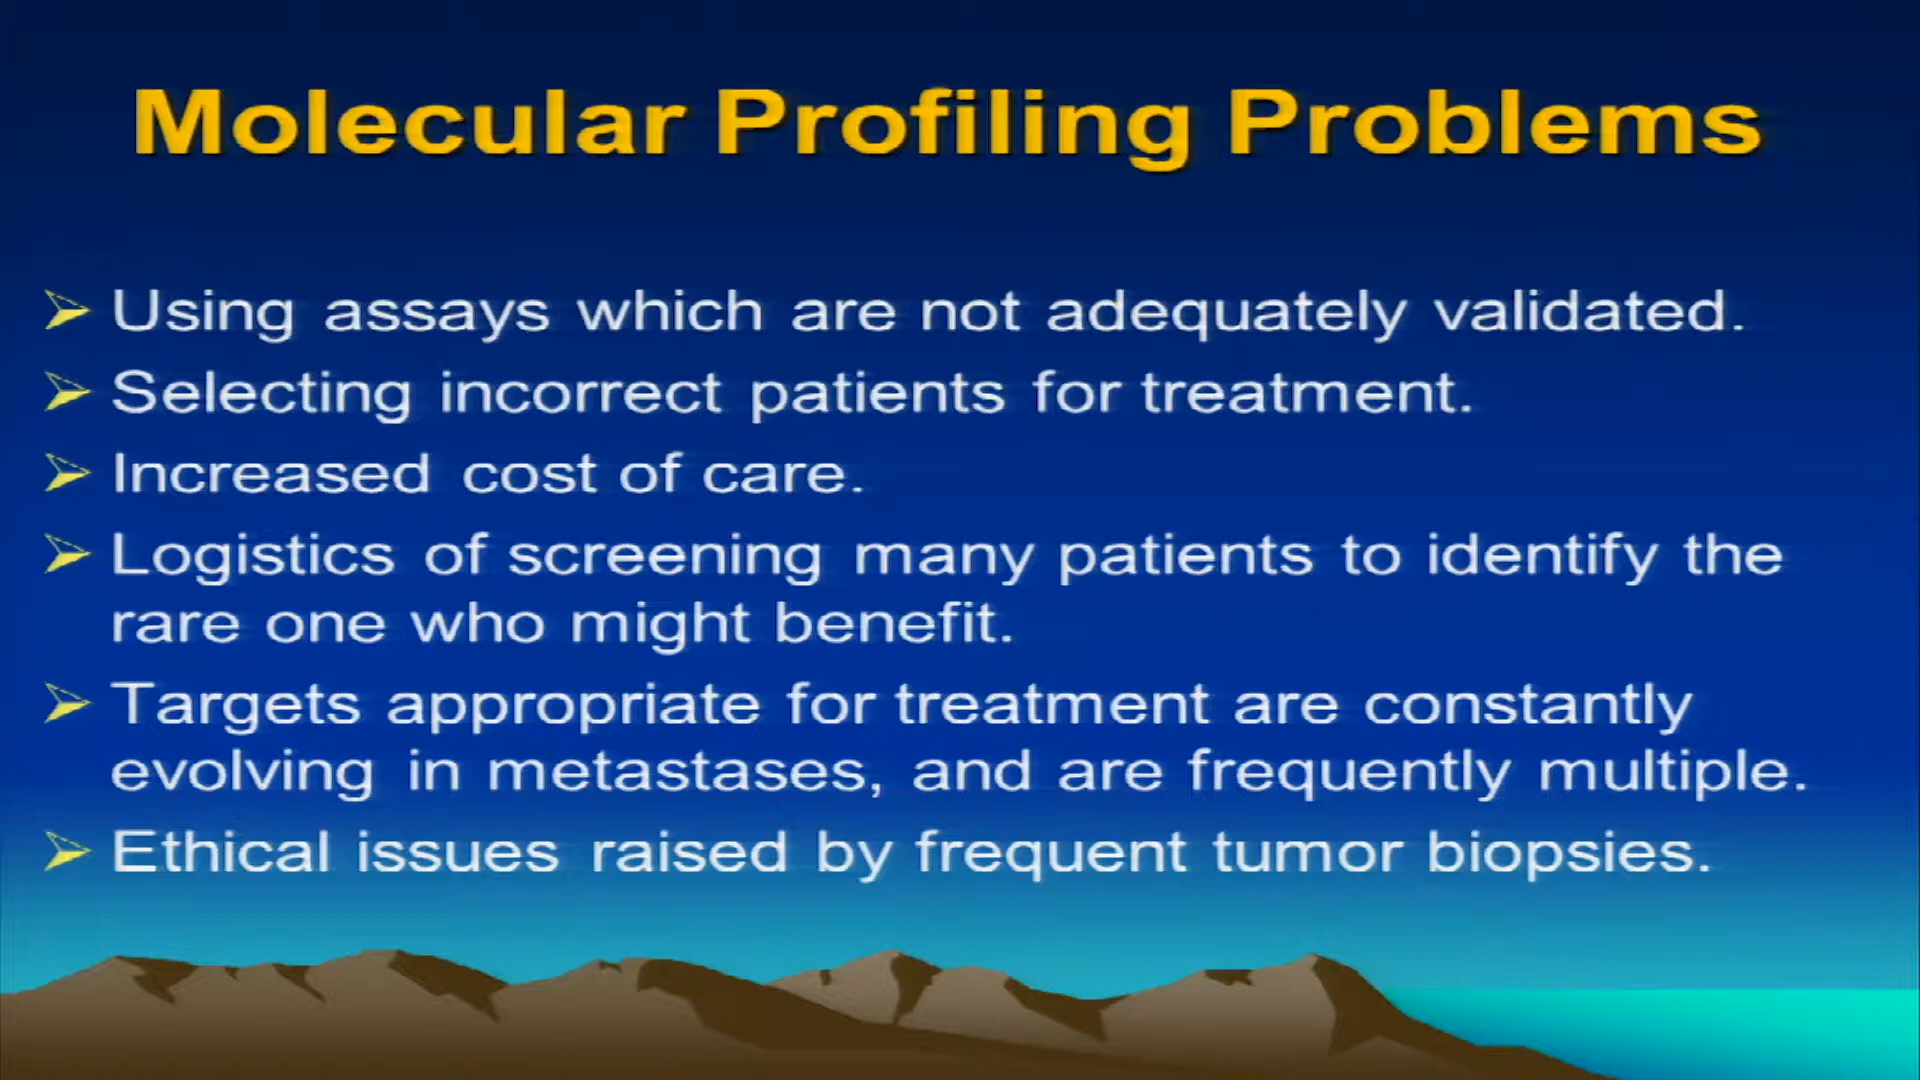 Molecular Profiling Problems
Using assays which are not adequately validated.
Selecting incorrect patients for treatment.
Increased cost of care.
Logistics of screening many patients to identify the
rare one who might benefit.
Targets appropriate for treatment are constantly
evolving in metastases, and are frequently multiple.
Ethical issues raised by frequent tumor biopsies.